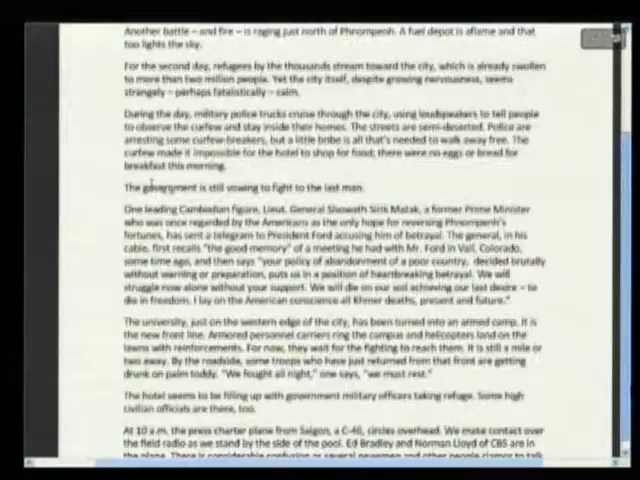 Another battle – and fire – is raging just north of Phnompenh. A fuel depot is aflame and that
too lights the sky.
For the second day, refugees by the thousands stream toward the city, which is already swollen
to more than two million people. Yet the city itself, despite growing nervousness, seems
strangely – perhaps fatalistically – calm.
During the day, military police trucks cruise through the city, using loudspeakers to tell people
to observe the curfew and stay inside their homes. The streets are semi-deserted. Police are
arresting some curfew-breakers, but a little bribe is all that's needed to walk away free. The
curfew made it impossible for the hotel to shop for food; there were no eggs or bread for
breakfast this morning.
The government is still vowing to fight to the last man.
One leading Cambodian figure, Lieut. General Sisowath Sirik Matak, a former Prime Minister
who was once regarded by the Americans as the only hope for reversing Phnompenh's
fortunes, has sent a telegram to President Ford accusing him of betrayal. The general, in his
cable, first recalls "the good memory" of a meeting he had with Mr. Ford in Vail, Colorado,
some time ago, and then says "your policy of abandonment of a poor country, decided brutally
without warning or preparation, puts us in a position of heartbreaking betrayal. We will
struggle now alone without your support. We will die on our soil achieving our last desire – to
die in freedom. I lay on the American conscience all Khmer deaths, present and future."
The university, just on the western edge of the city, has been turned into an armed camp. It is
the new front line. Armored personnel carriers ring the campus and helicopters land on the
lawns with reinforcements. For now, they wait for the fighting to reach them. It is still a mile or
two away. By the roadside, some troops who have just returned from that front are getting
drunk on palm toddy. "We fought all night," one says, "we must rest."
The hotel seems to be filling up with government military officers taking refuge. Some high
civilian officials are there, too.
At 10 a.m. the press charter plane from Saigon, a C-46, circles overhead. We make contact over
the field radio as we stand by the side of the pool. Ed Bradley and Norman Lloyd of CBS are in
the plane. There is considerable confusion as several newsmen and other people clamor to talk